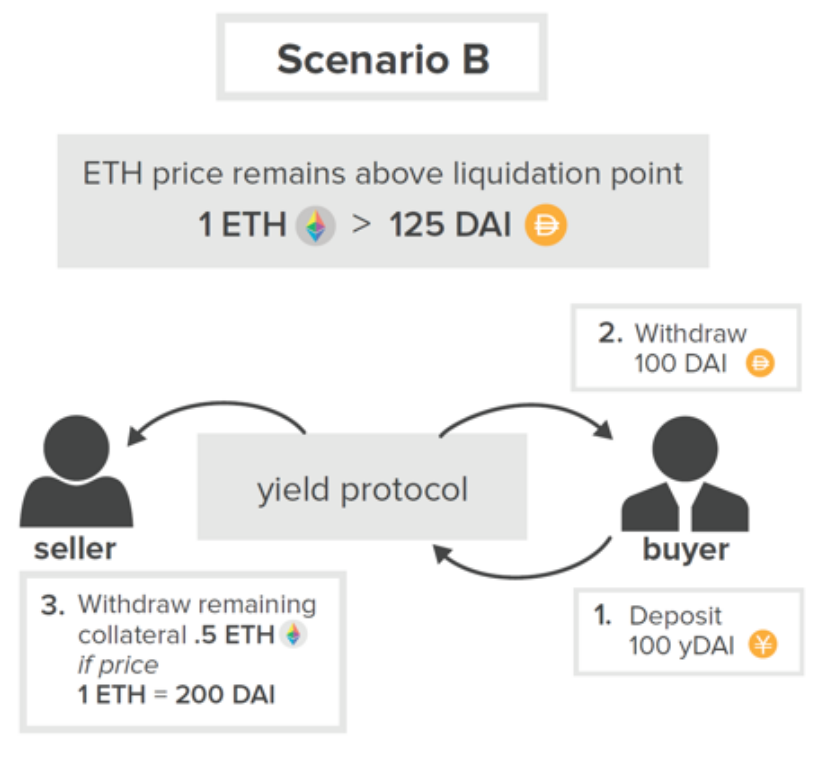 Scenario B
ETH price remains above liquidation point
1 ETH > 125 DAI
2. Withdraw
100 DAI
yield protocol
seller
buyer
3. Withdraw remaining
collateral .5 ETH
if price
1 ETH = 200 DAI
1. Deposit
100 yDAI